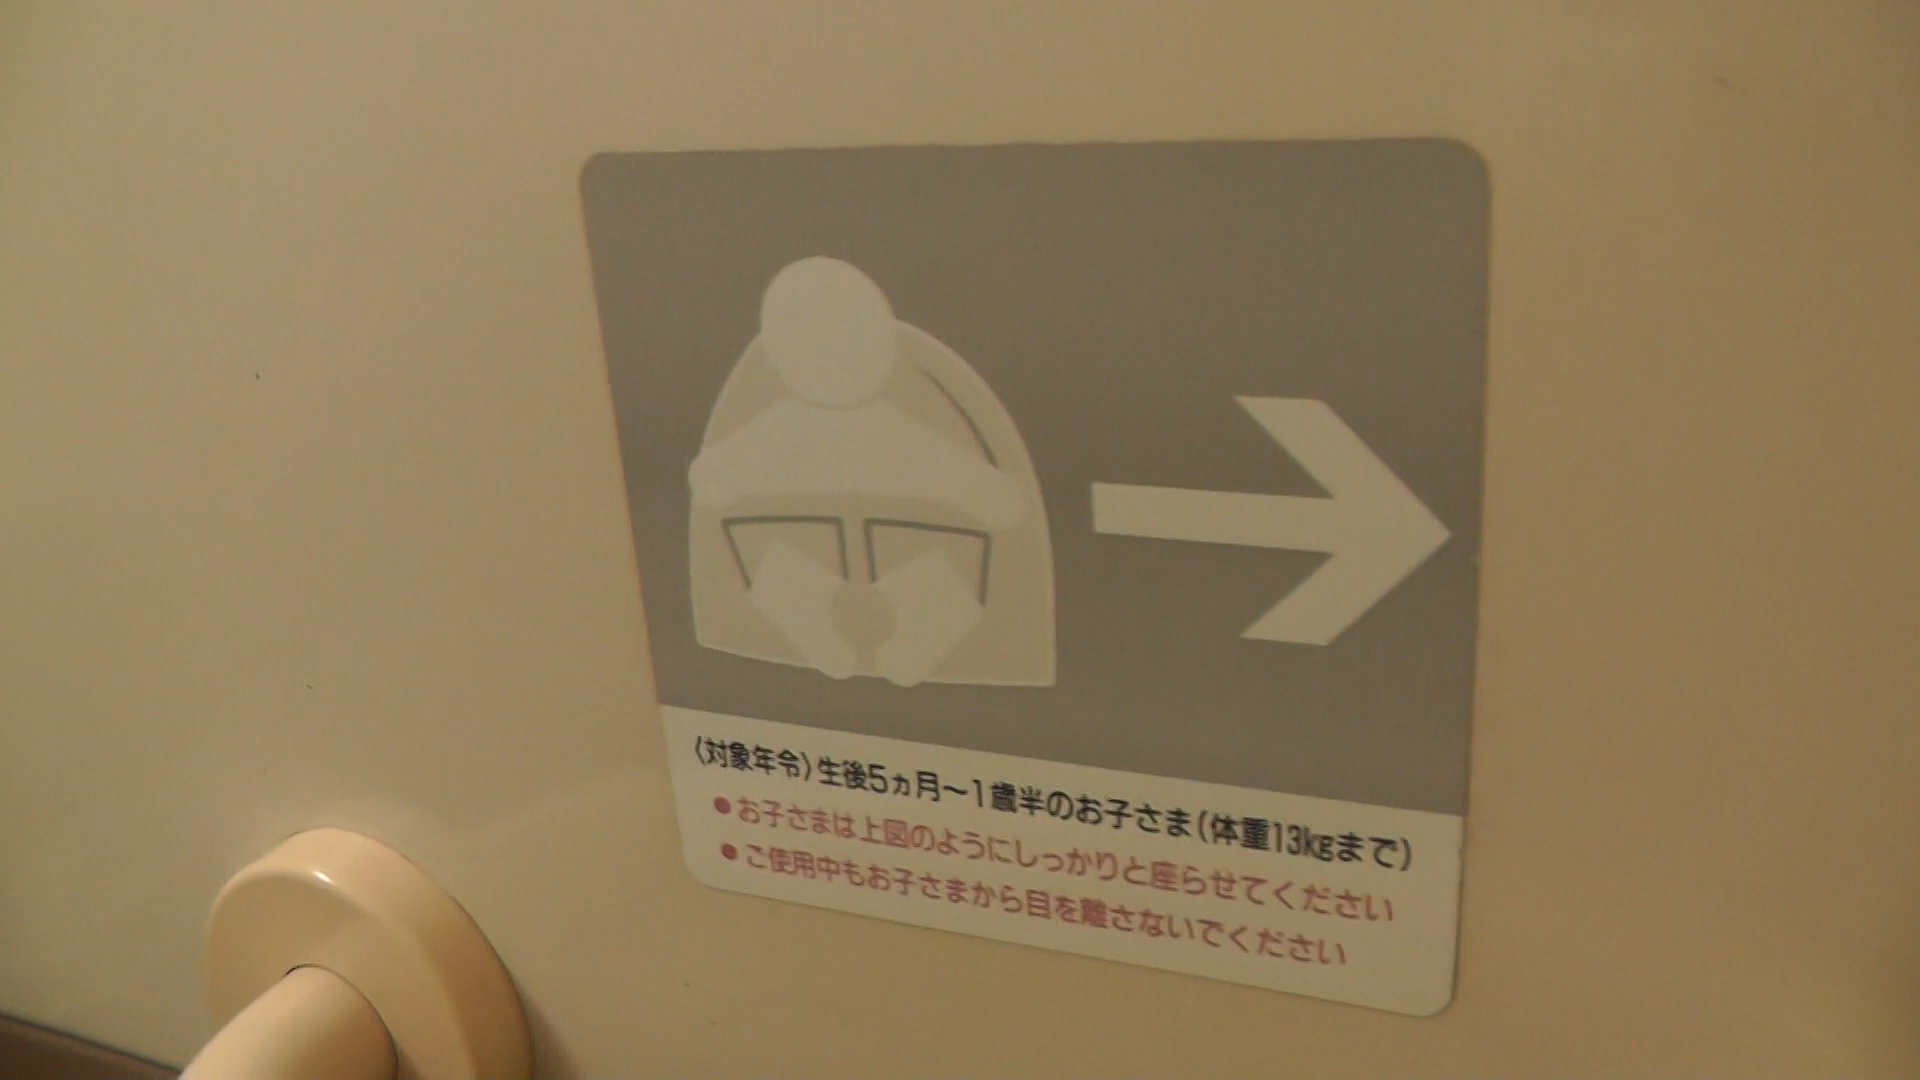 〈対象年令〉生後5ヵ月～1歳半のお子さま(体重13kgまで)
●お子さまは上図のようにしっかりと座らせてください
●ご使用中もお子さまから目を離さないでください